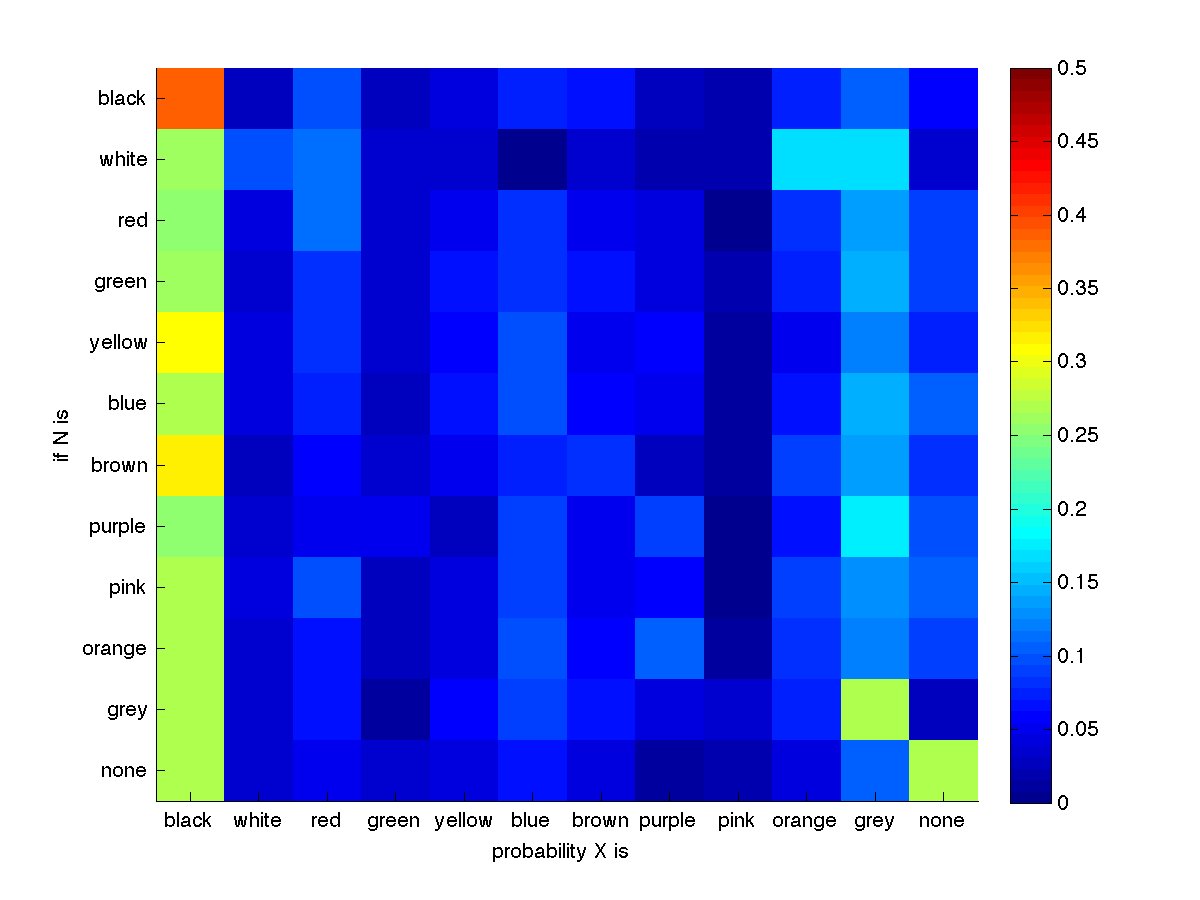 black
white
red
green
yellow
blue
brown
purple
pink
orange
grey
none
if N is
black white red green yellow blue brown purple pink orange grey none
probability X is
0.5
0.45
0.4
0.35
0.3
0.25
0.2
0.15
0.1
0.05
0